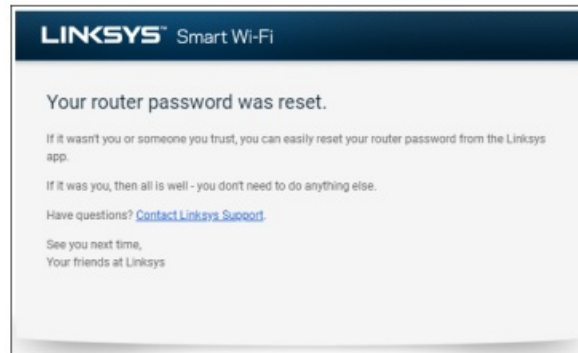 LINKSYS™ Smart Wi-Fi
Your router password was reset.
If it wasn't you or someone you trust, you can easily reset your router password from the Linksys
app.
If it was you, then all is well - you don't need to do anything else.
Have questions? Contact Linksys Support.
See you next time,
Your friends at Linksys